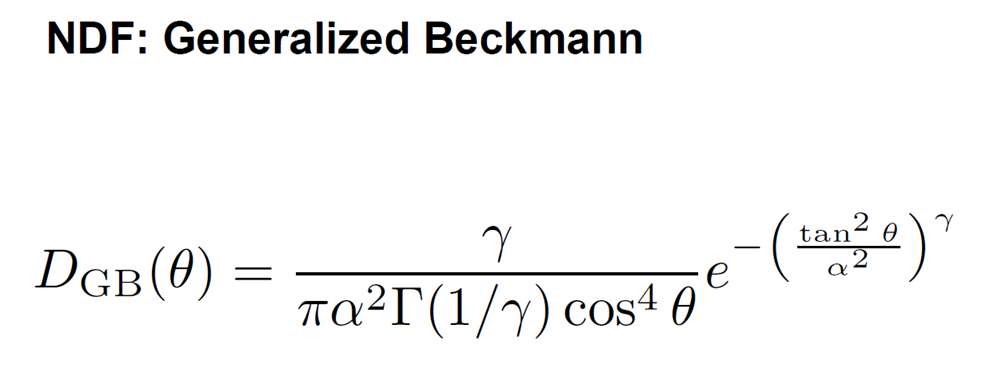 NDF: Generalized Beckmann
D_GB(θ) = γ / (πα²Γ(1/γ) cos⁴ θ) e^(−(tan² θ / α²)^γ)